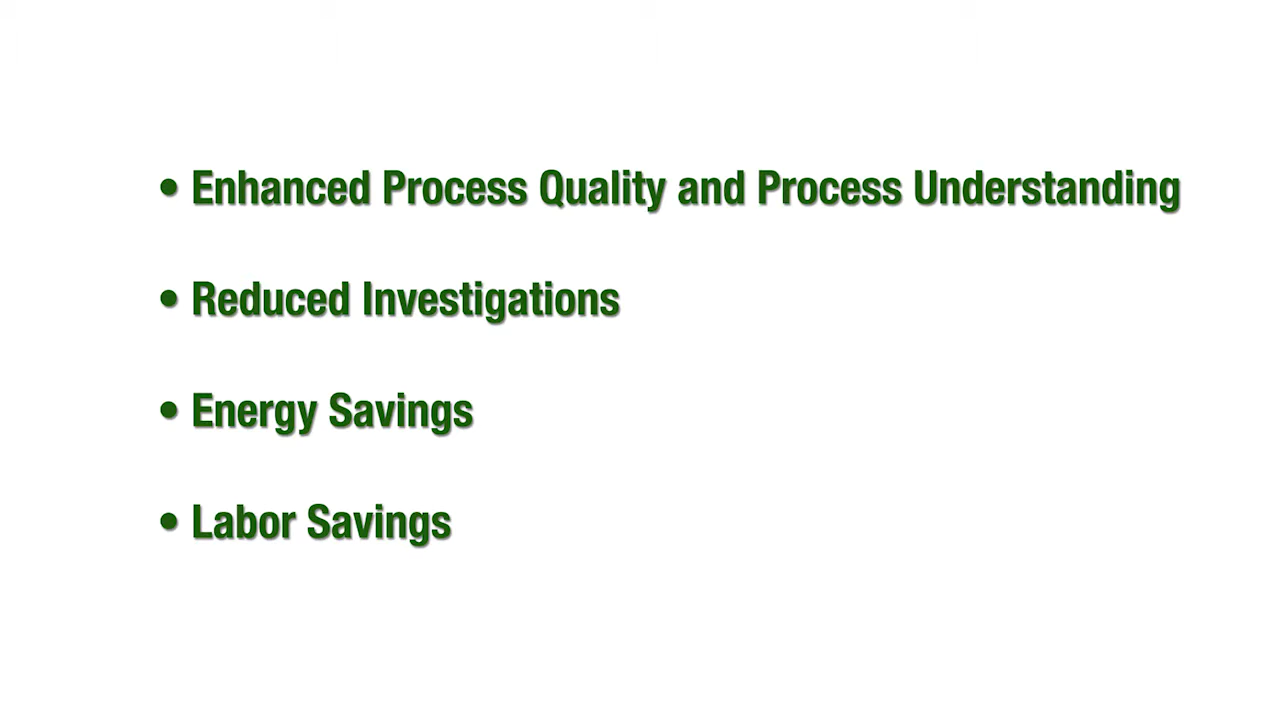 • Enhanced Process Quality and Process Understanding
• Reduced Investigations
• Energy Savings
• Labor Savings